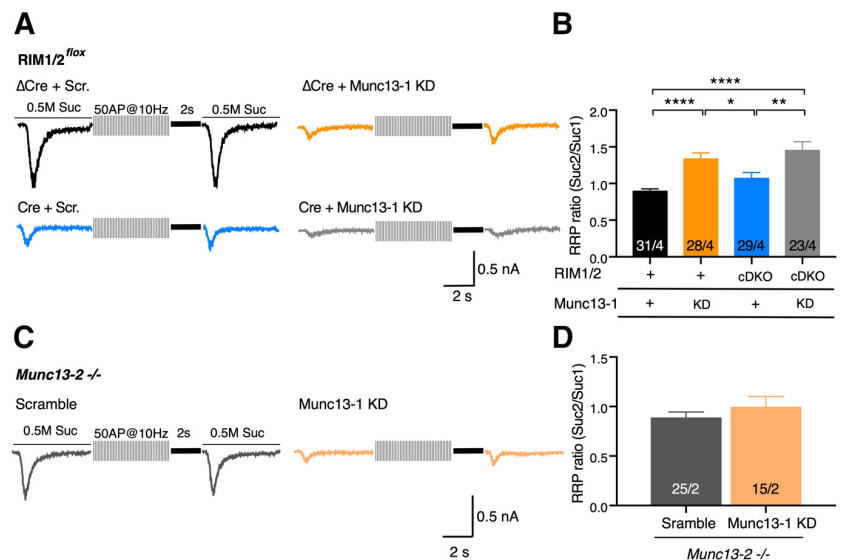 A
RIM1/2flox
ΔCre + Scr.
0.5M Suc 50AP@10Hz 2s 0.5M Suc
ΔCre + Munc13-1 KD
Cre + Scr.
Cre + Munc13-1 KD
0.5 nA
2 s
B
****
**** * **
RRP ratio (Suc2/Suc1)
2.0
1.5
1.0
0.5
0.0
31/4 28/4 29/4 23/4
RIM1/2 + + cDKO cDKO
Munc13-1 + KD + KD
C
Munc13-2 -/-
Scramble
0.5M Suc 50AP@10Hz 2s 0.5M Suc
Munc13-1 KD
0.5 nA
2 s
D
RRP ratio (Suc2/Suc1)
1.5
1.0
0.5
0.0
25/2 15/2
Sramble Munc13-1 KD
Munc13-2 -/-